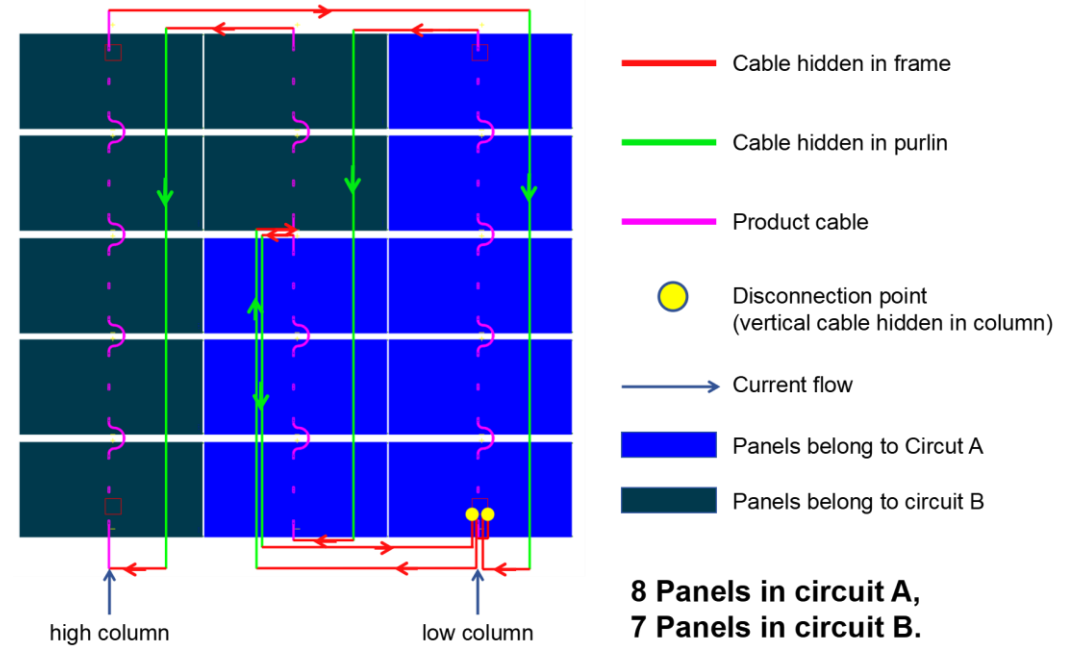 Cable hidden in frame
Cable hidden in purlin
Product cable
Disconnection point
(vertical cable hidden in column)
Current flow
Panels belong to Circut A
Panels belong to circuit B
8 Panels in circuit A,
7 Panels in circuit B.
high column
low column